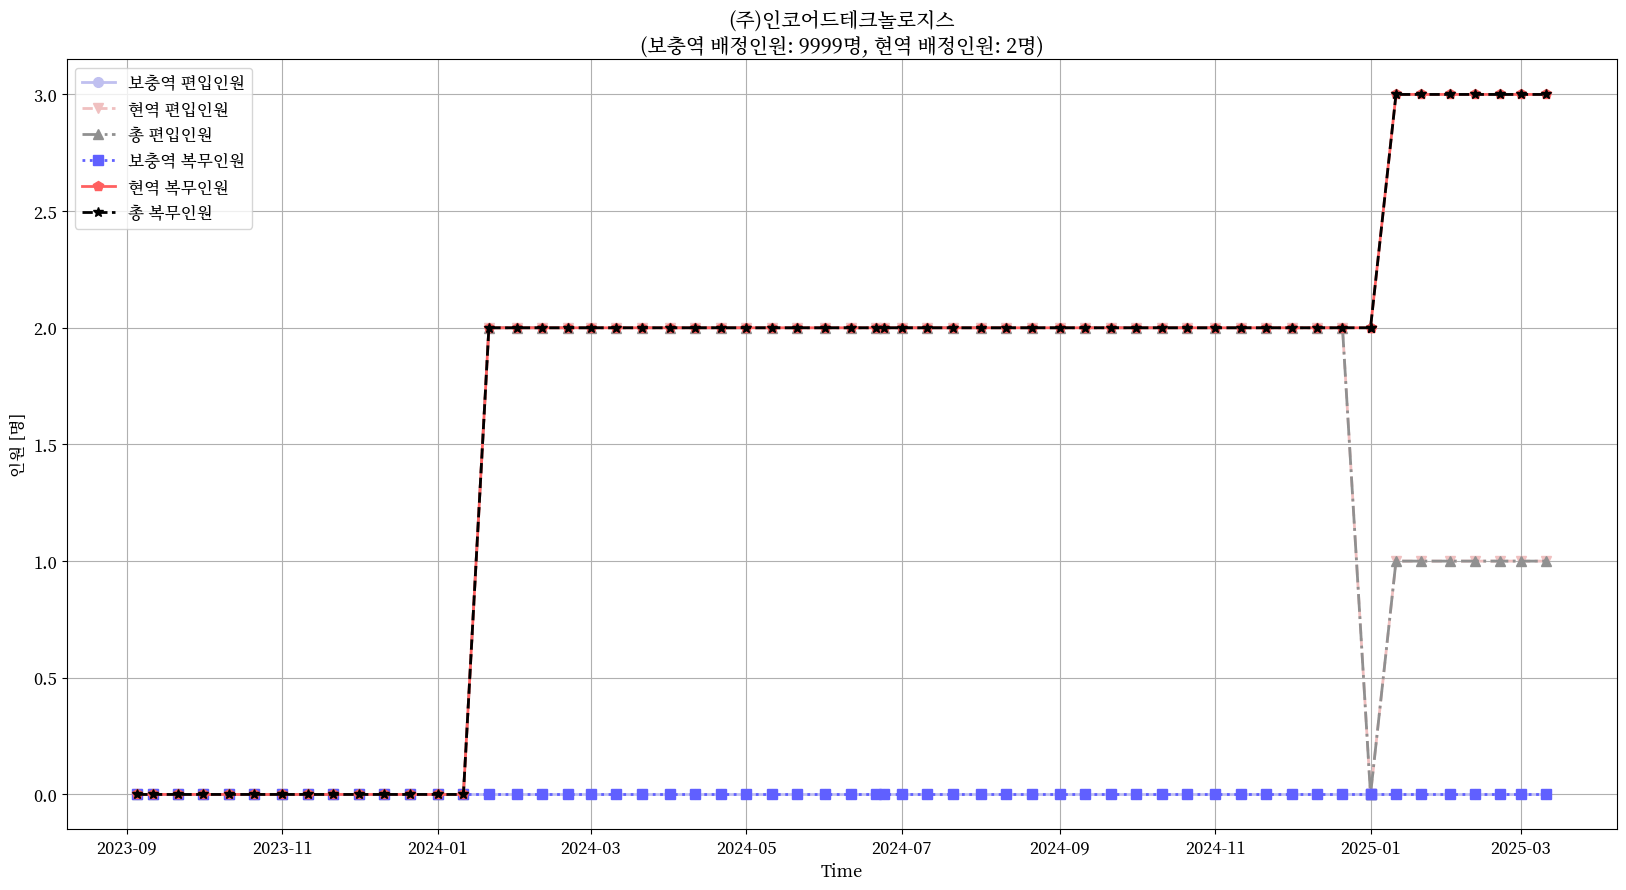 (주)인코어드테크놀로지스
(보충역 배정인원: 9999명, 현역 배정인원: 2명)
보충역 편입인원
현역 편입인원
총 편입인원
보충역 복무인원
현역 복무인원
총 복무인원
3.0
2.5
2.0
1.5
1.0
0.5
0.0
인원 [명]
2023-09
2023-11
2024-01
2024-03
2024-05
2024-07
2024-09
2024-11
2025-01
2025-03
Time